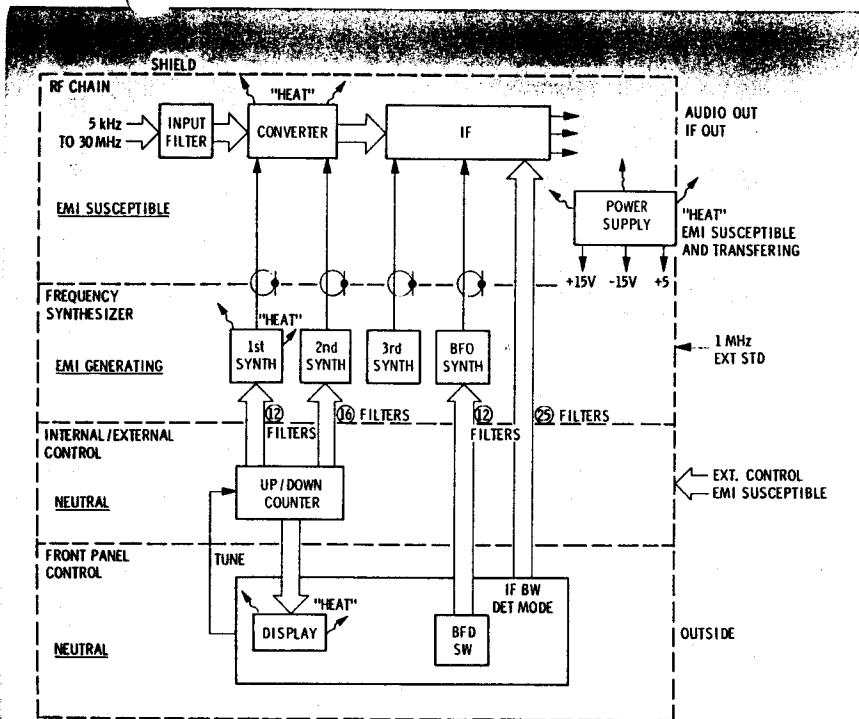 SHIELD
RF CHAIN
"HEAT"
5 kHz
TO 30 MHz
INPUT
FILTER
CONVERTER
IF
AUDIO OUT
IF OUT
EMI SUSCEPTIBLE
POWER
SUPPLY
"HEAT"
EMI SUSCEPTIBLE
AND TRANSFERING
+15V -15V +5
FREQUENCY
SYNTHESIZER
"HEAT"
1st
SYNTH
2nd
SYNTH
3rd
SYNTH
BFO
SYNTH
EMI GENERATING
1 MHz
EXT STD
12
FILTERS
16 FILTERS
12
FILTERS
25 FILTERS
INTERNAL/EXTERNAL
CONTROL
UP/DOWN
COUNTER
NEUTRAL
EXT. CONTROL
EMI SUSCEPTIBLE
FRONT PANEL
CONTROL
TUNE
IF BW
DET MODE
"HEAT"
DISPLAY
BFD
SW
NEUTRAL
OUTSIDE